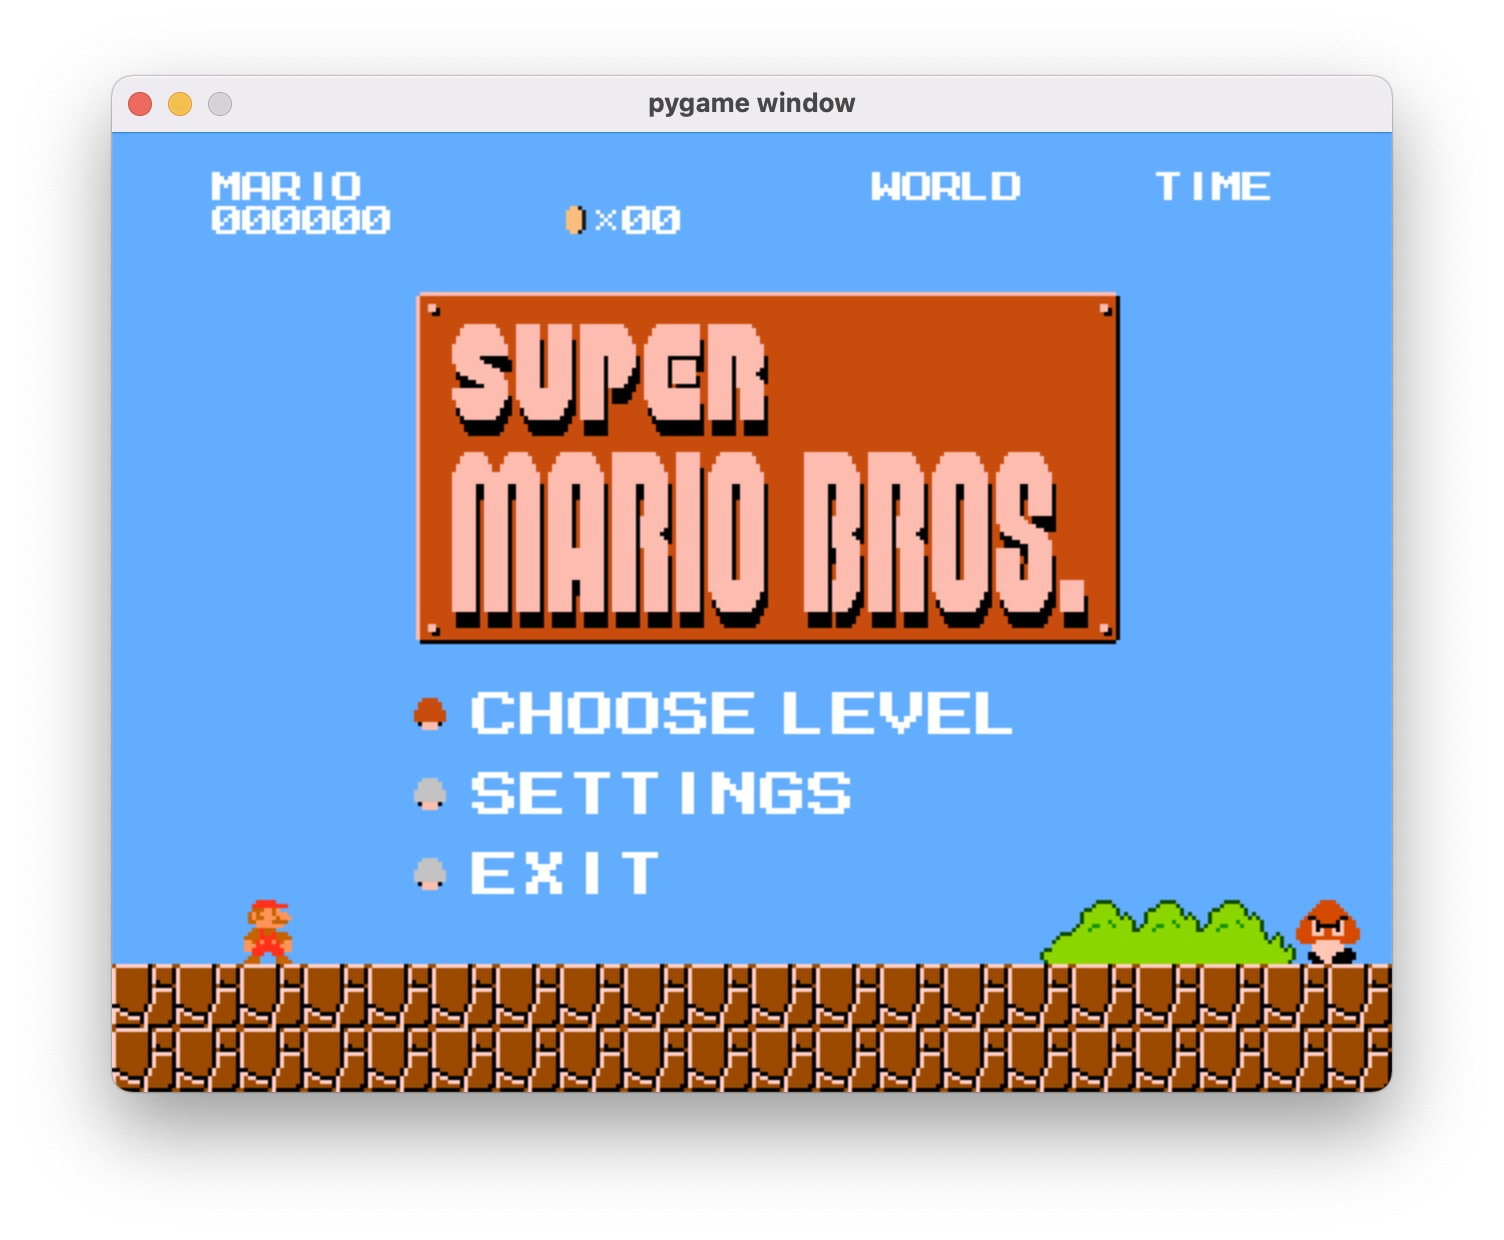 pygame window
MARIO WORLD TIME
000000 ×00
SUPER
MARIO BROS.
CHOOSE LEVEL
SETTINGS
EXIT